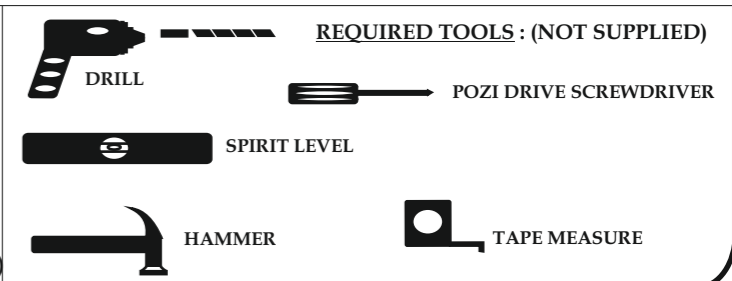 REQUIRED TOOLS : (NOT SUPPLIED)
DRILL
POZI DRIVE SCREWDRIVER
SPIRIT LEVEL
HAMMER
TAPE MEASURE